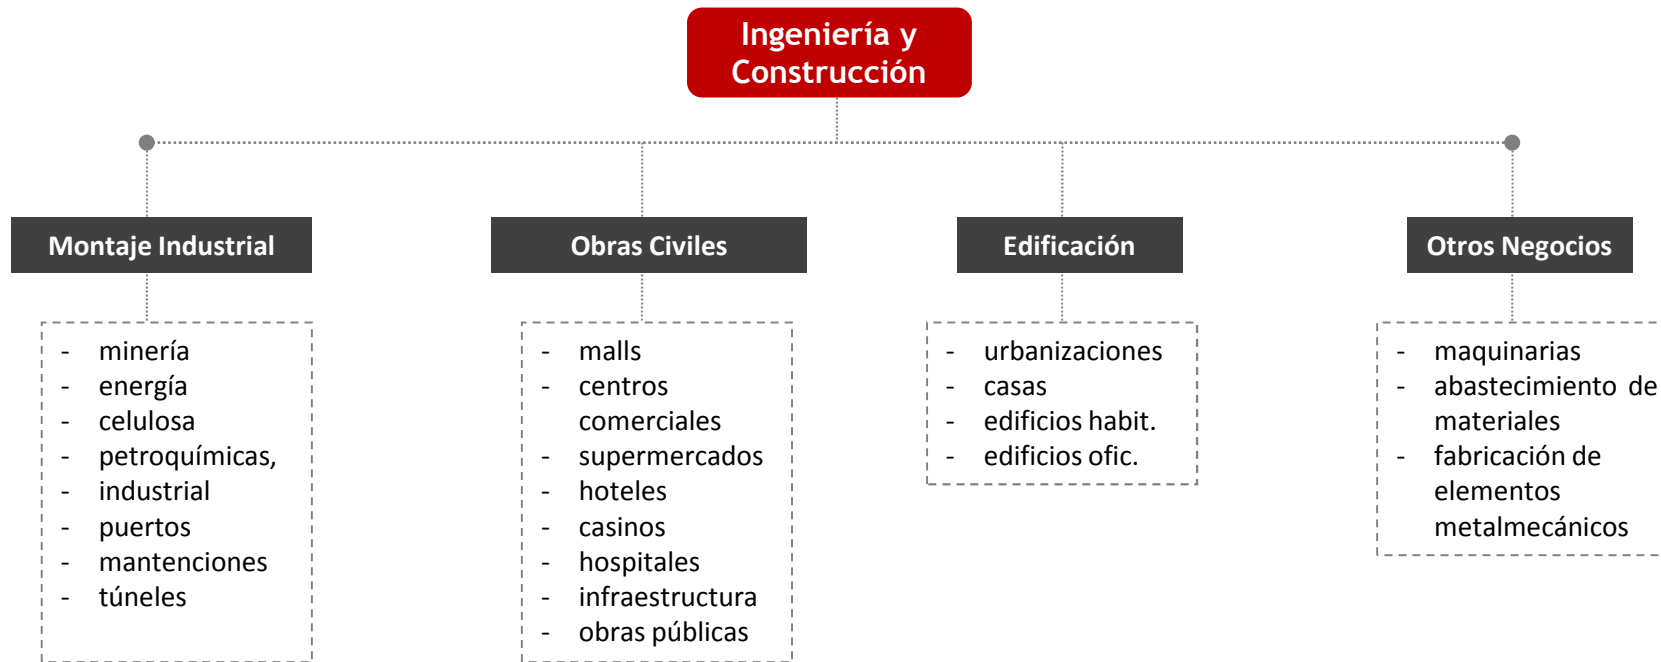 Ingeniería y
Construcción
Montaje Industrial
- minería
- energía
- celulosa
- petroquímicas,
- industrial
- puertos
- mantenciones
- túneles
Obras Civiles
- malls
- centros
comerciales
- supermercados
- hoteles
- casinos
- hospitales
- infraestructura
- obras públicas
Edificación
- urbanizaciones
- casas
- edificios habit.
- edificios ofic.
Otros Negocios
- maquinarias
- abastecimiento de
materiales
- fabricación de
elementos
metalmecánicos